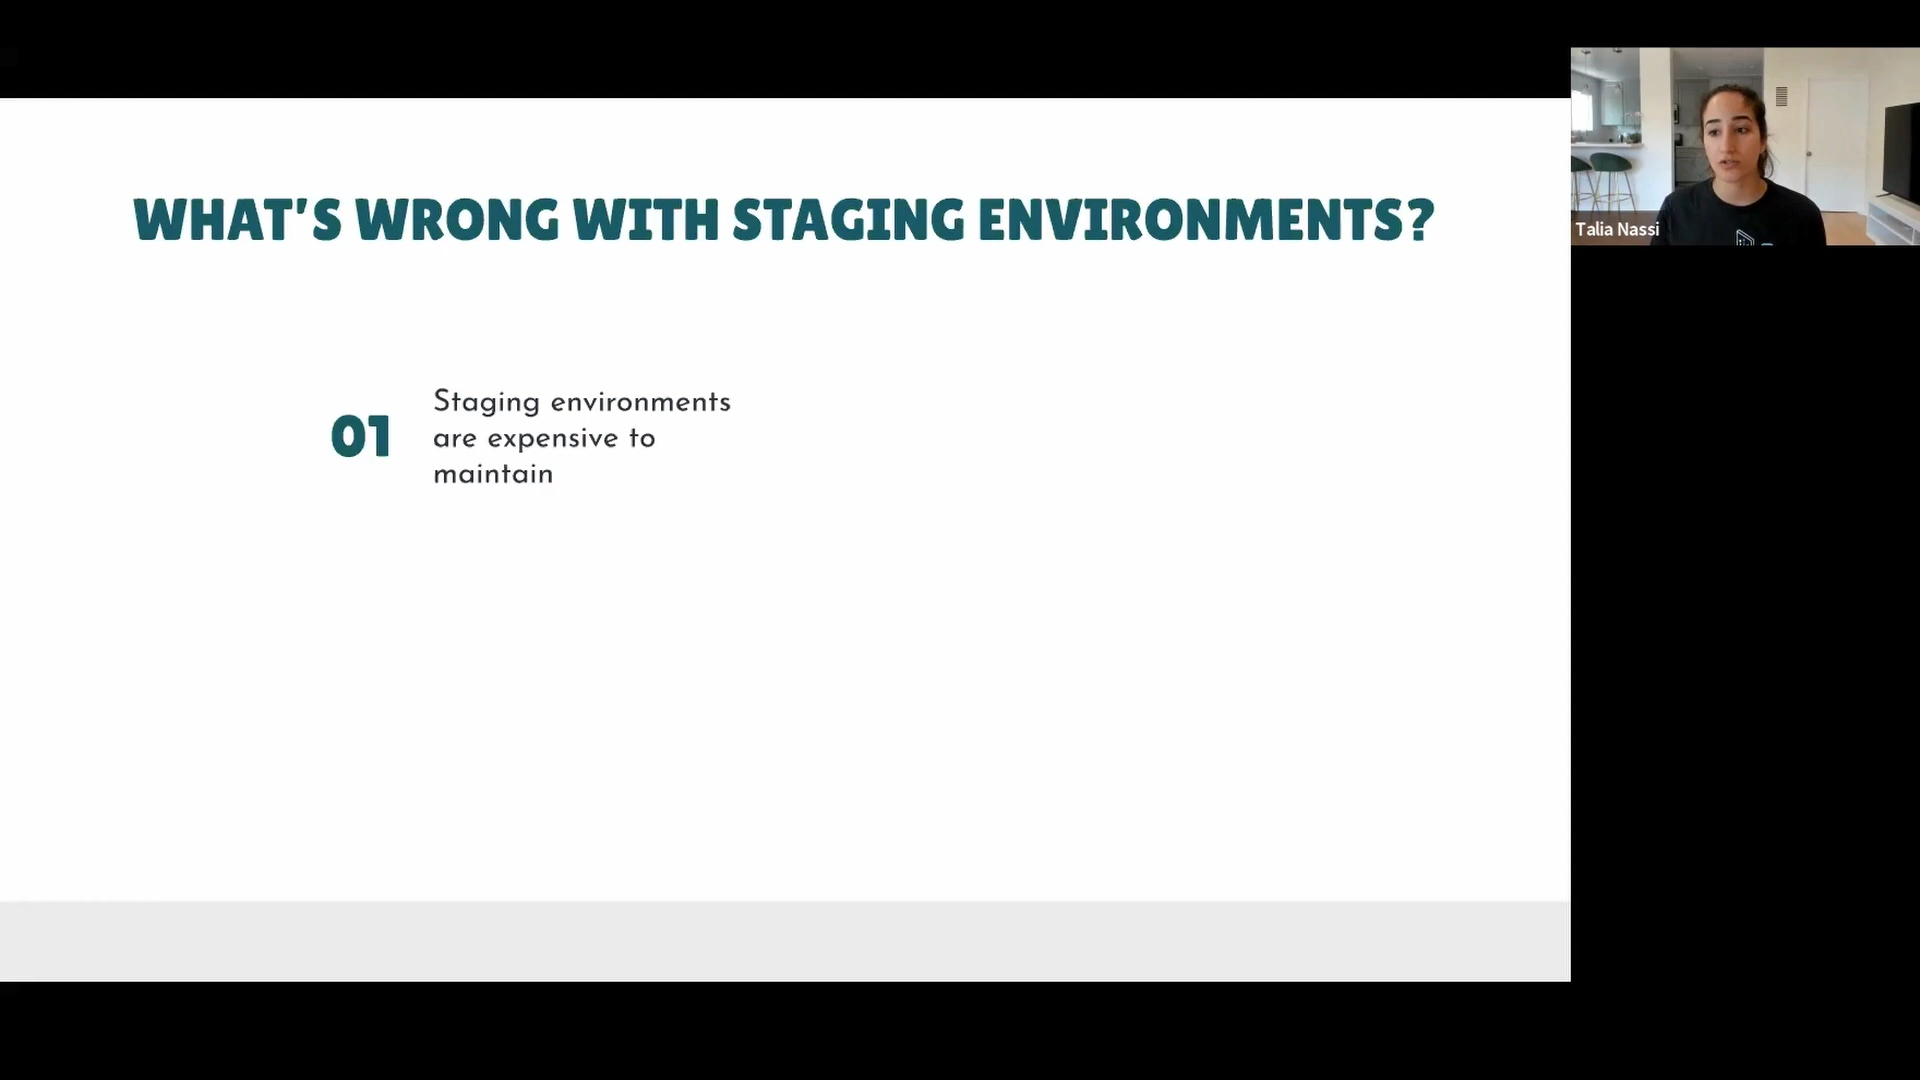 WHAT'S WRONG WITH STAGING ENVIRONMENTS?
01
Staging environments
are expensive to
maintain
Talia Nassi